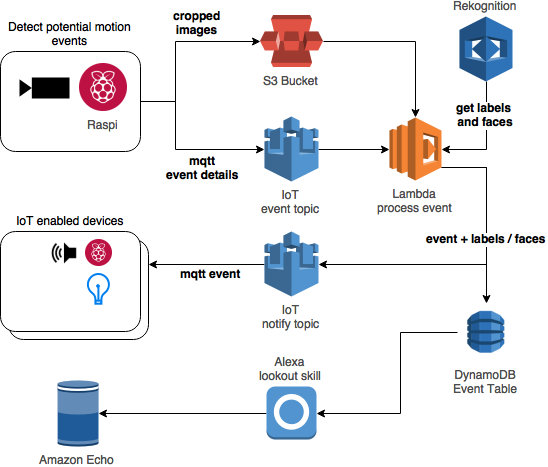 Detect potential motion
events
cropped
images
S3 Bucket
Rekognition
get labels
and faces
Raspi
mqtt
event details
IoT
event topic
Lambda
process event
IoT enabled devices
event + labels / faces
mqtt event
IoT
notify topic
Alexa
lookout skill
DynamoDB
Event Table
Amazon Echo